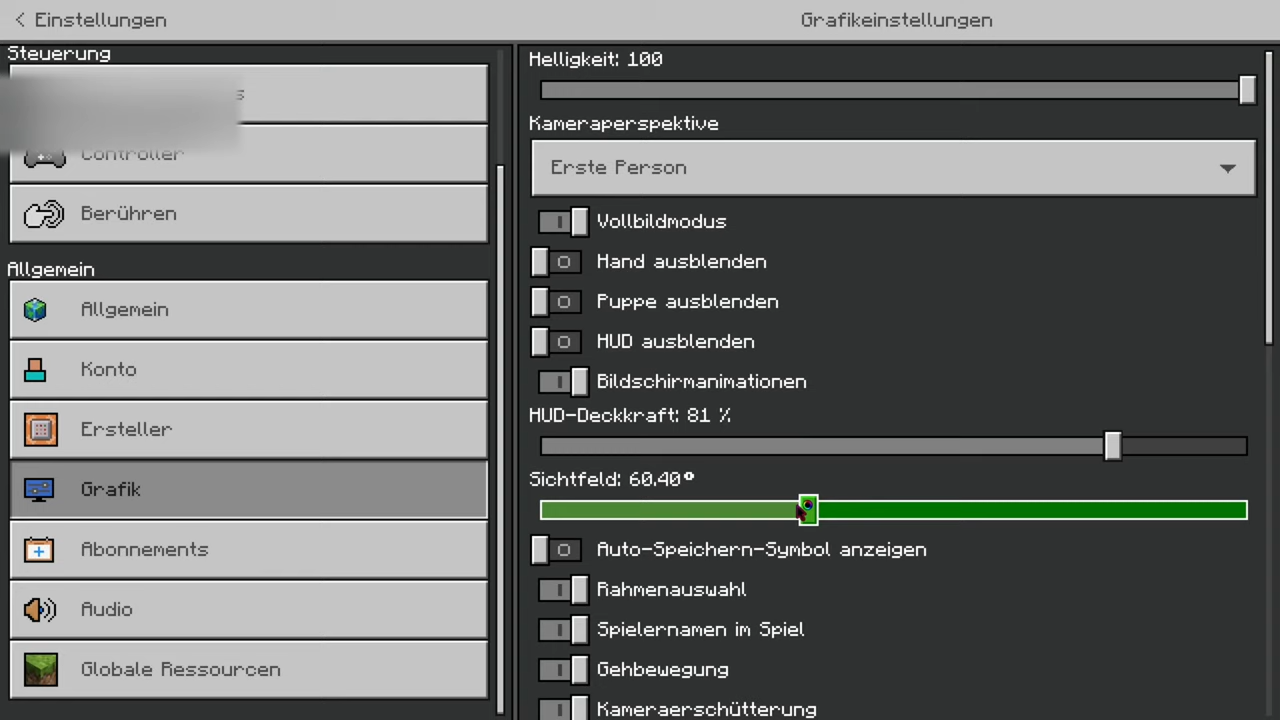 Einstellungen
Grafikeinstellungen
Steuerung
Controller
Berühren
Allgemein
Allgemein
Konto
Ersteller
Grafik
Abonnements
Audio
Globale Ressourcen
Helligkeit: 100
Kameraperspektive
Erste Person
Vollbildmodus
Hand ausblenden
Puppe ausblenden
HUD ausblenden
Bildschirmanimationen
HUD-Deckkraft: 81 %
Sichtfeld: 60.40°
Auto-Speichern-Symbol anzeigen
Rahmenauswahl
Spielernamen im Spiel
Gehbewegung
Kameraerschütterung